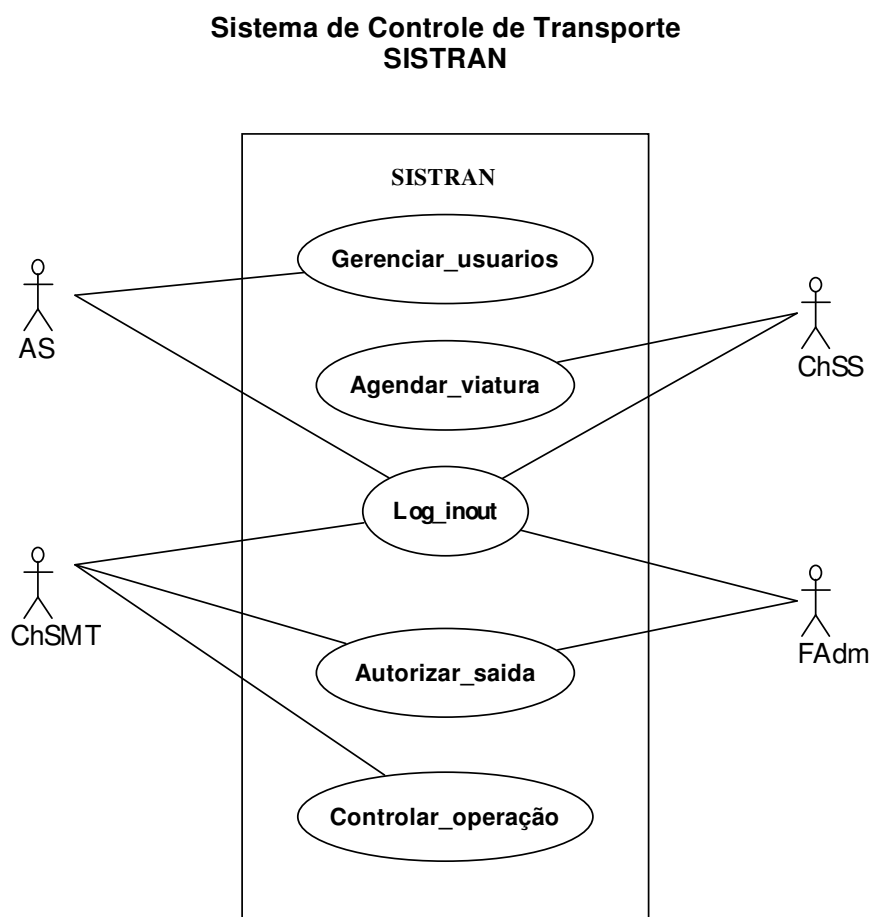 Sistema de Controle de Transporte
SISTRAN
SISTRAN
Gerenciar_usuarios
AS
Agendar_viatura
ChSS
Log_inout
ChSMT
FAdm
Autorizar_saida
Controlar_operação